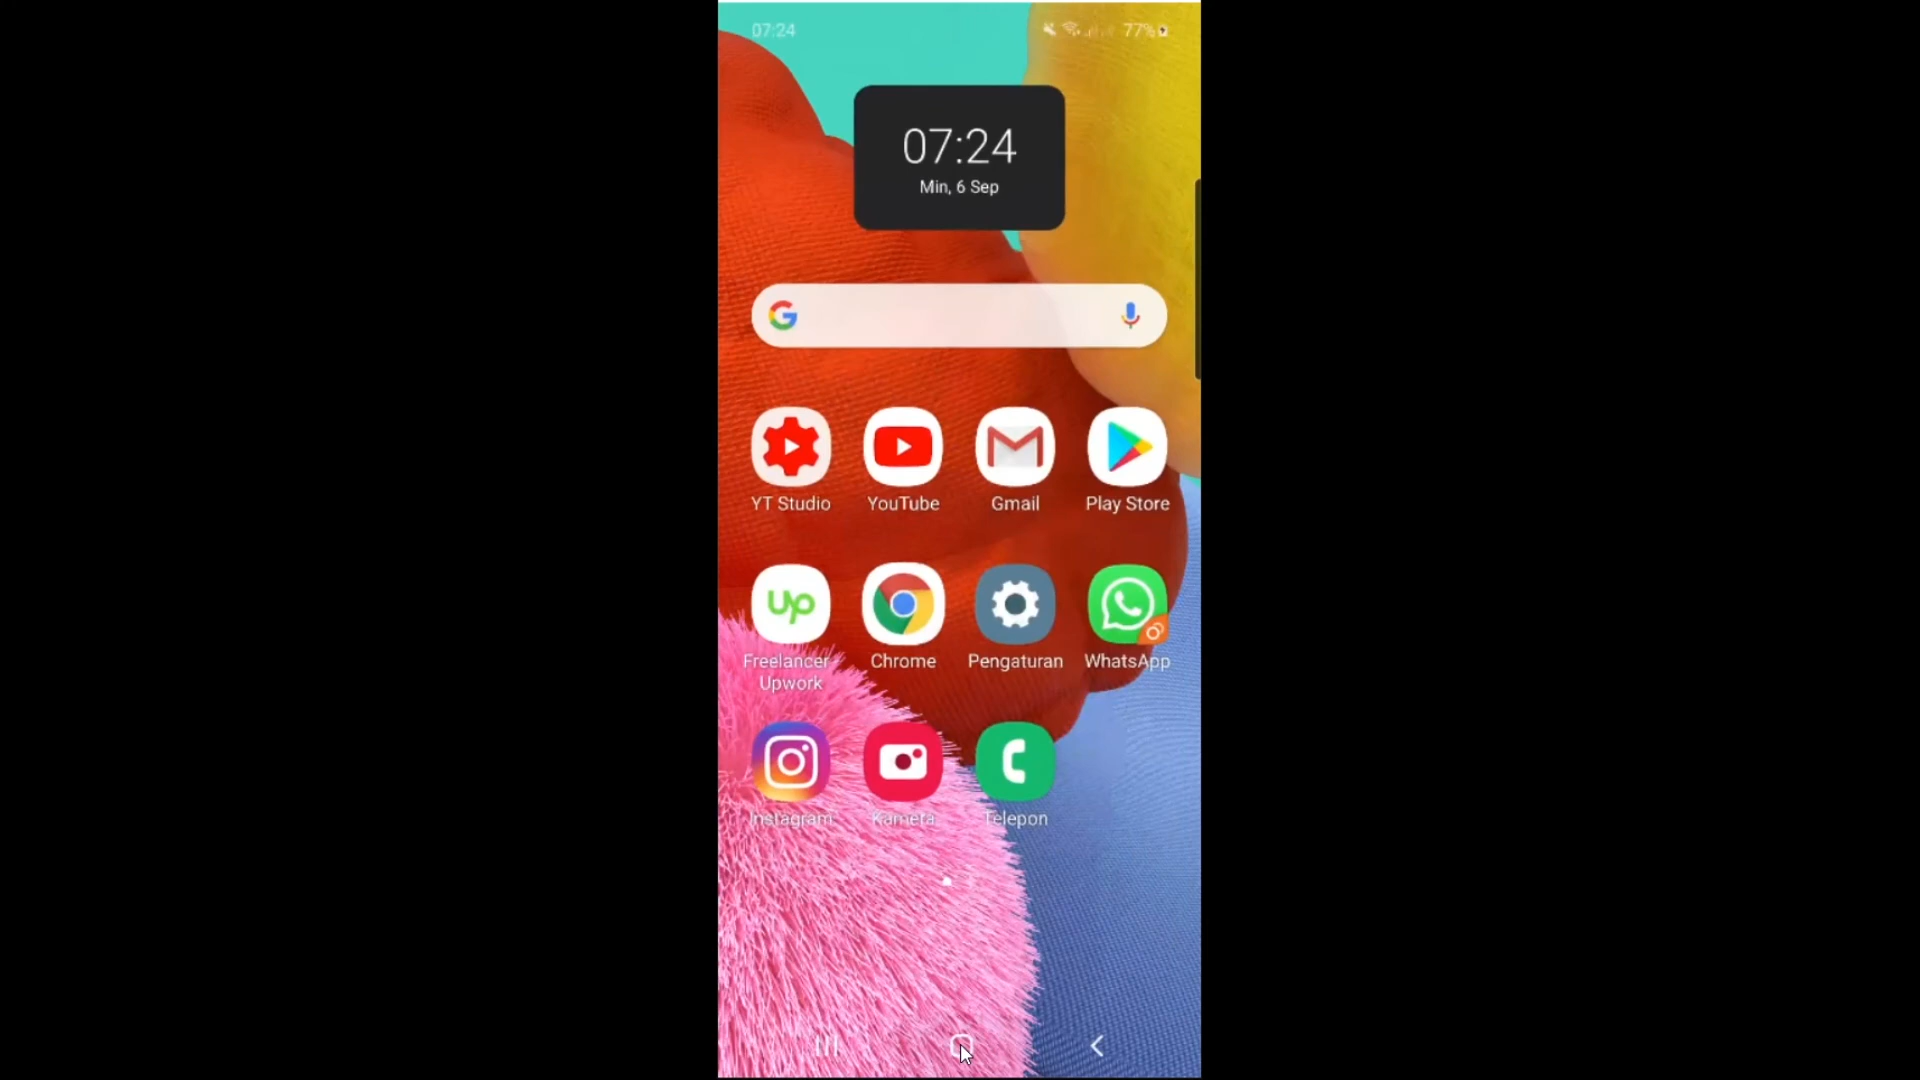 07:24
77%
07:24
Min, 6 Sep
YT Studio
YouTube
Gmail
Play Store
Up
Freelancer - Upwork
Chrome
Pengaturan
WhatsApp
Instagram
Kamera
Telepon